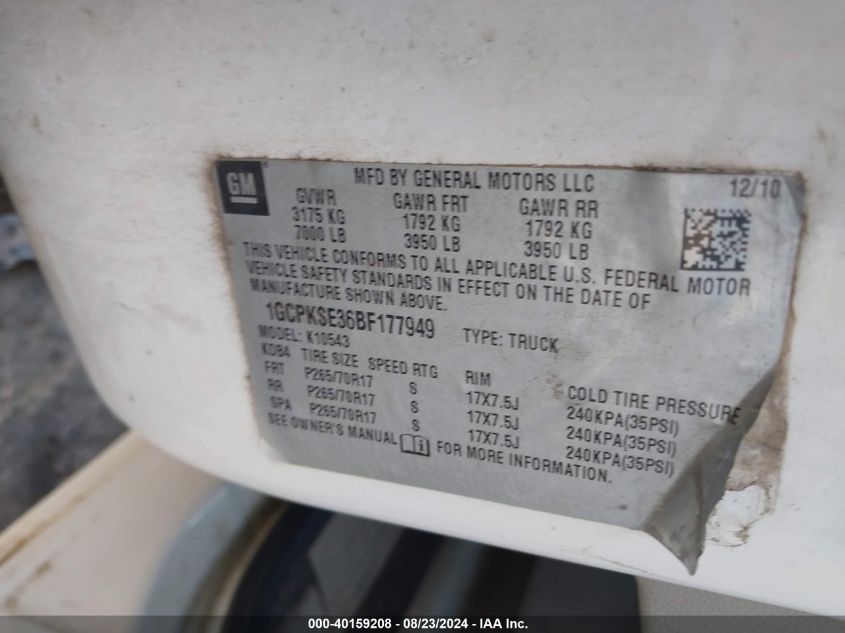 GM
MFD BY GENERAL MOTORS LLC 12/10
GVWR GAWR FRT GAWR RR
3175 KG 1792 KG 1792 KG
7000 LB 3950 LB 3950 LB
THIS VEHICLE CONFORMS TO ALL APPLICABLE U.S. FEDERAL MOTOR
VEHICLE SAFETY STANDARDS IN EFFECT ON THE DATE OF
MANUFACTURE SHOWN ABOVE.
1GCPKSE36BF177949 TYPE: TRUCK
MODEL: K10543
KDB4 TIRE SIZE SPEED RTG RIM COLD TIRE PRESSURE
FRT P265/70R17 S 17X7.5J 240KPA(35PSI)
RR P265/70R17 S 17X7.5J 240KPA(35PSI)
SPA P265/70R17 S 17X7.5J 240KPA(35PSI)
SEE OWNER'S MANUAL FOR MORE INFORMATION.
000-40159208 - 08/23/2024 - IAA Inc.